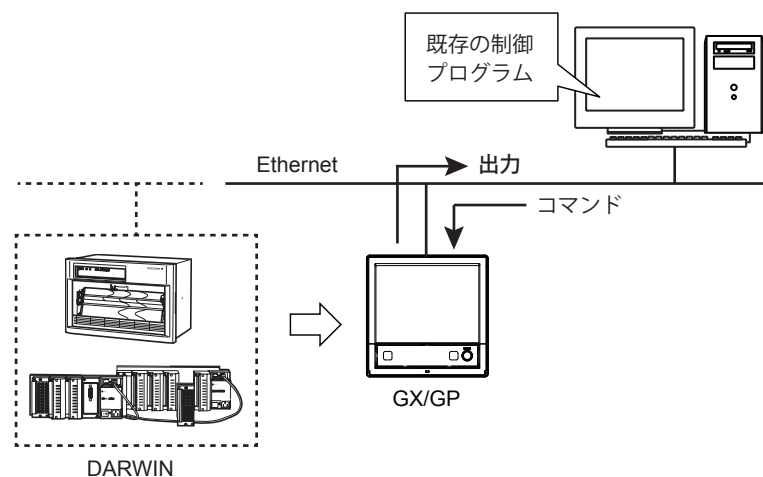 既存の制御
プログラム
Ethernet
出力
コマンド
GX/GP
DARWIN